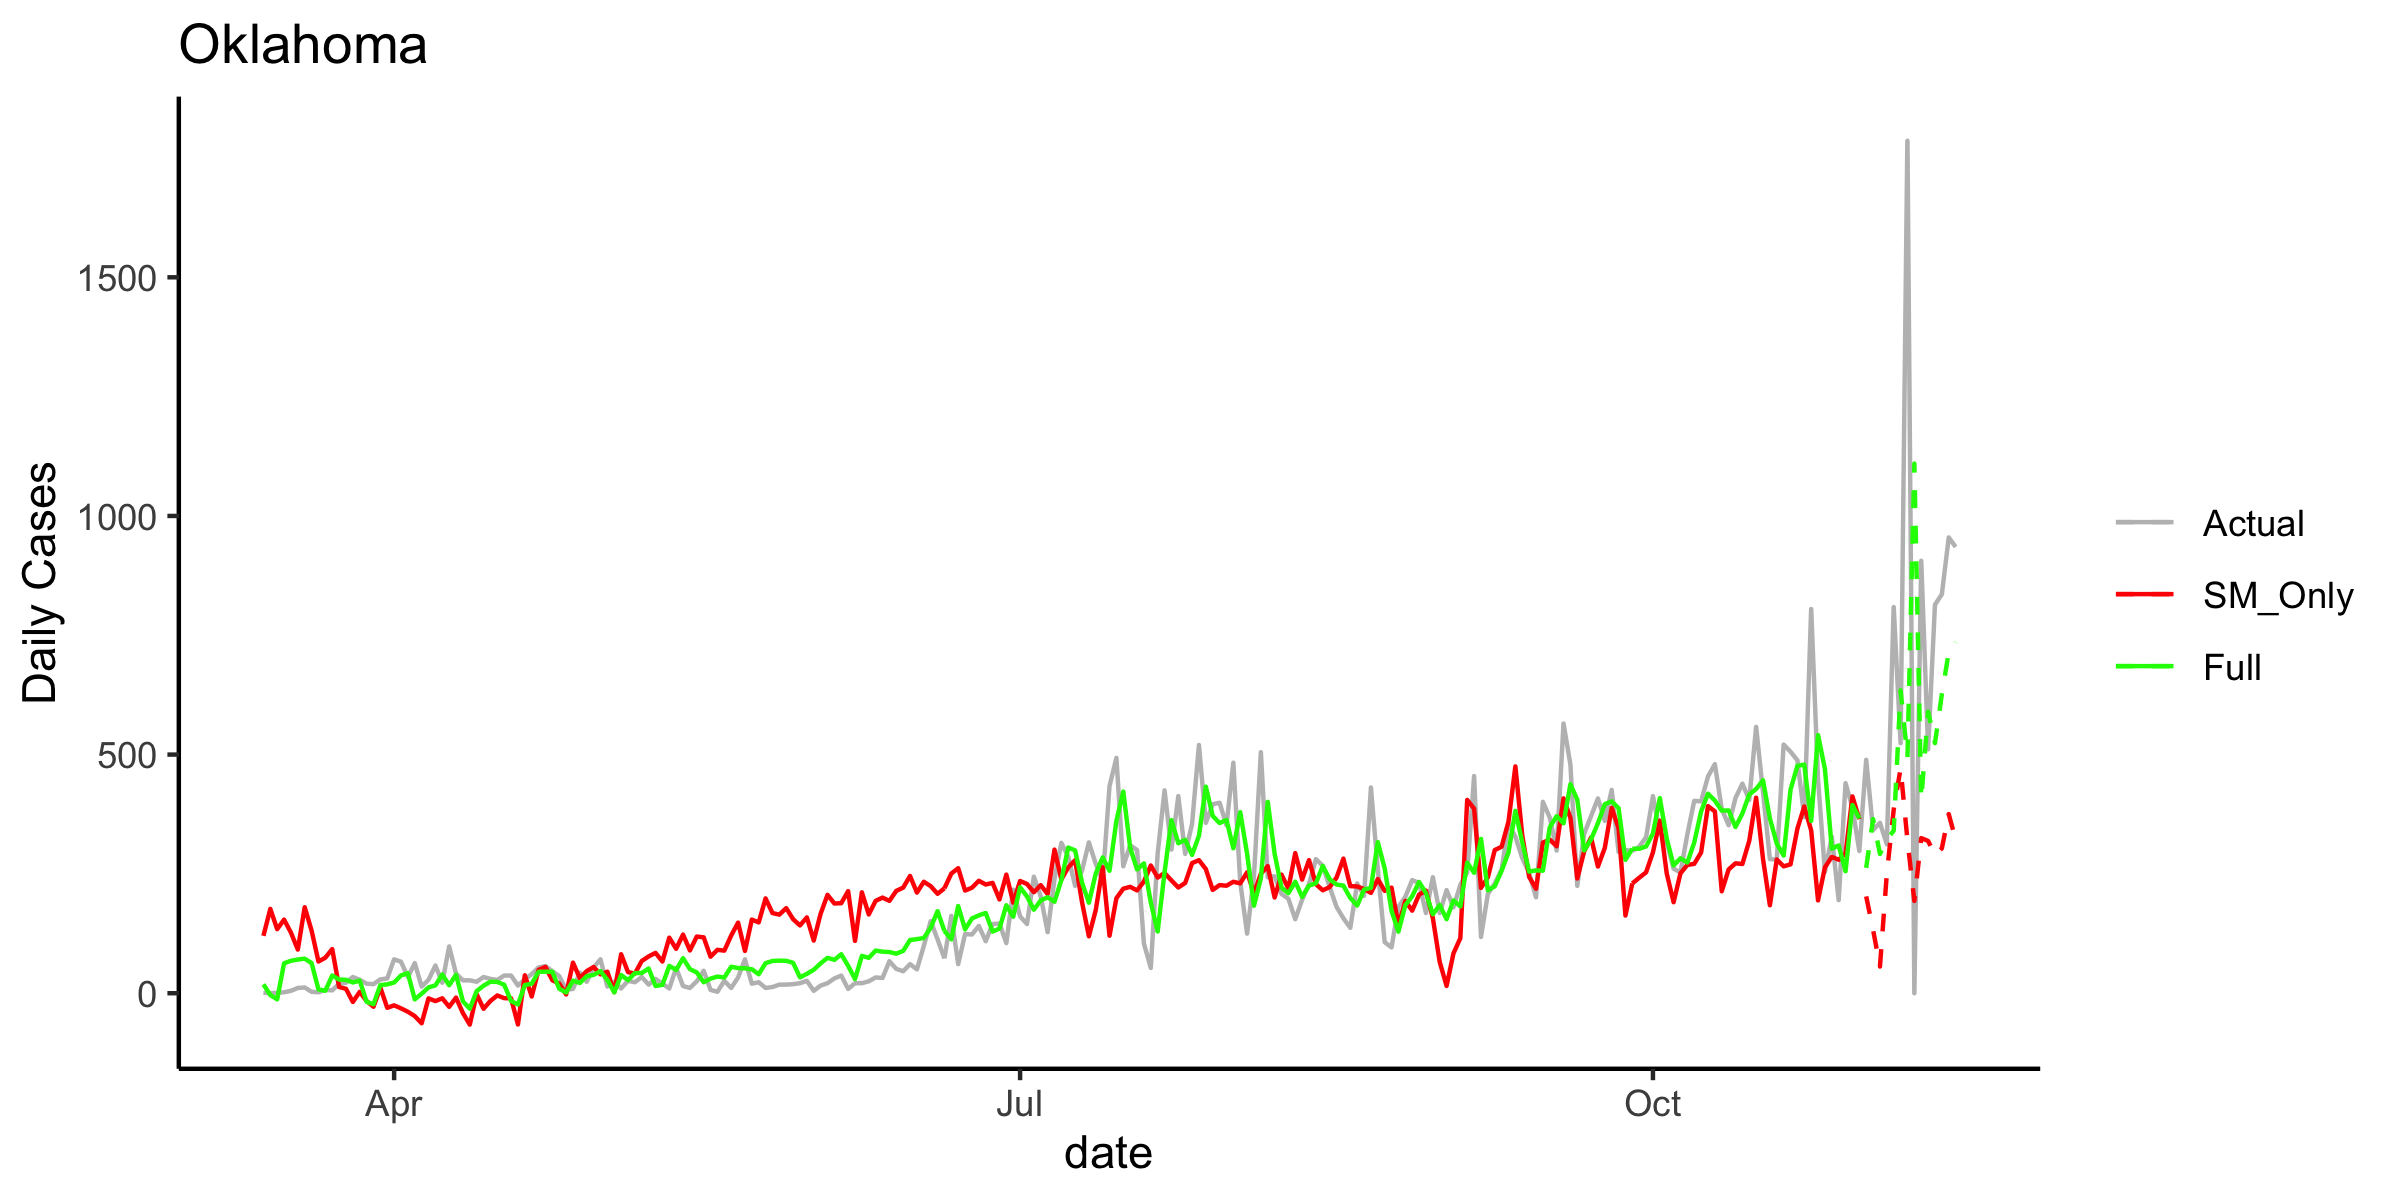 Oklahoma
Daily Cases
1500
1000
500
0
Apr
Jul
Oct
date
Actual
SM_Only
Full